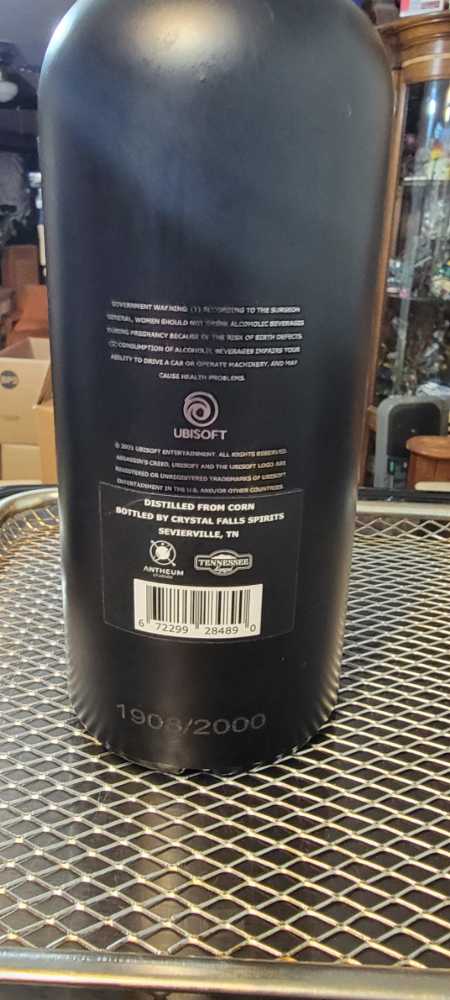 GOVERNMENT WARNING: (1) ACCORDING TO THE SURGEON
GENERAL, WOMEN SHOULD NOT DRINK ALCOHOLIC BEVERAGES
DURING PREGNANCY BECAUSE OF THE RISK OF BIRTH DEFECTS.
(2) CONSUMPTION OF ALCOHOLIC BEVERAGES IMPAIRS YOUR
ABILITY TO DRIVE A CAR OR OPERATE MACHINERY, AND MAY
CAUSE HEALTH PROBLEMS.
UBISOFT
UBISOFT ENTERTAINMENT. ALL RIGHTS RESERVED.
ASSASSIN'S CREED, UBISOFT AND THE UBISOFT LOGO ARE
REGISTERED OR UNREGISTERED TRADEMARKS OF UBISOFT
ENTERTAINMENT IN THE U.S. AND/OR OTHER COUNTRIES
DISTILLED FROM CORN
BOTTLED BY CRYSTAL FALLS SPIRITS
SEVIERVILLE, TN
ANTHEUM
STUDIOS
TENNESSEE
Legend
6 72299 28489 0
1908/2000